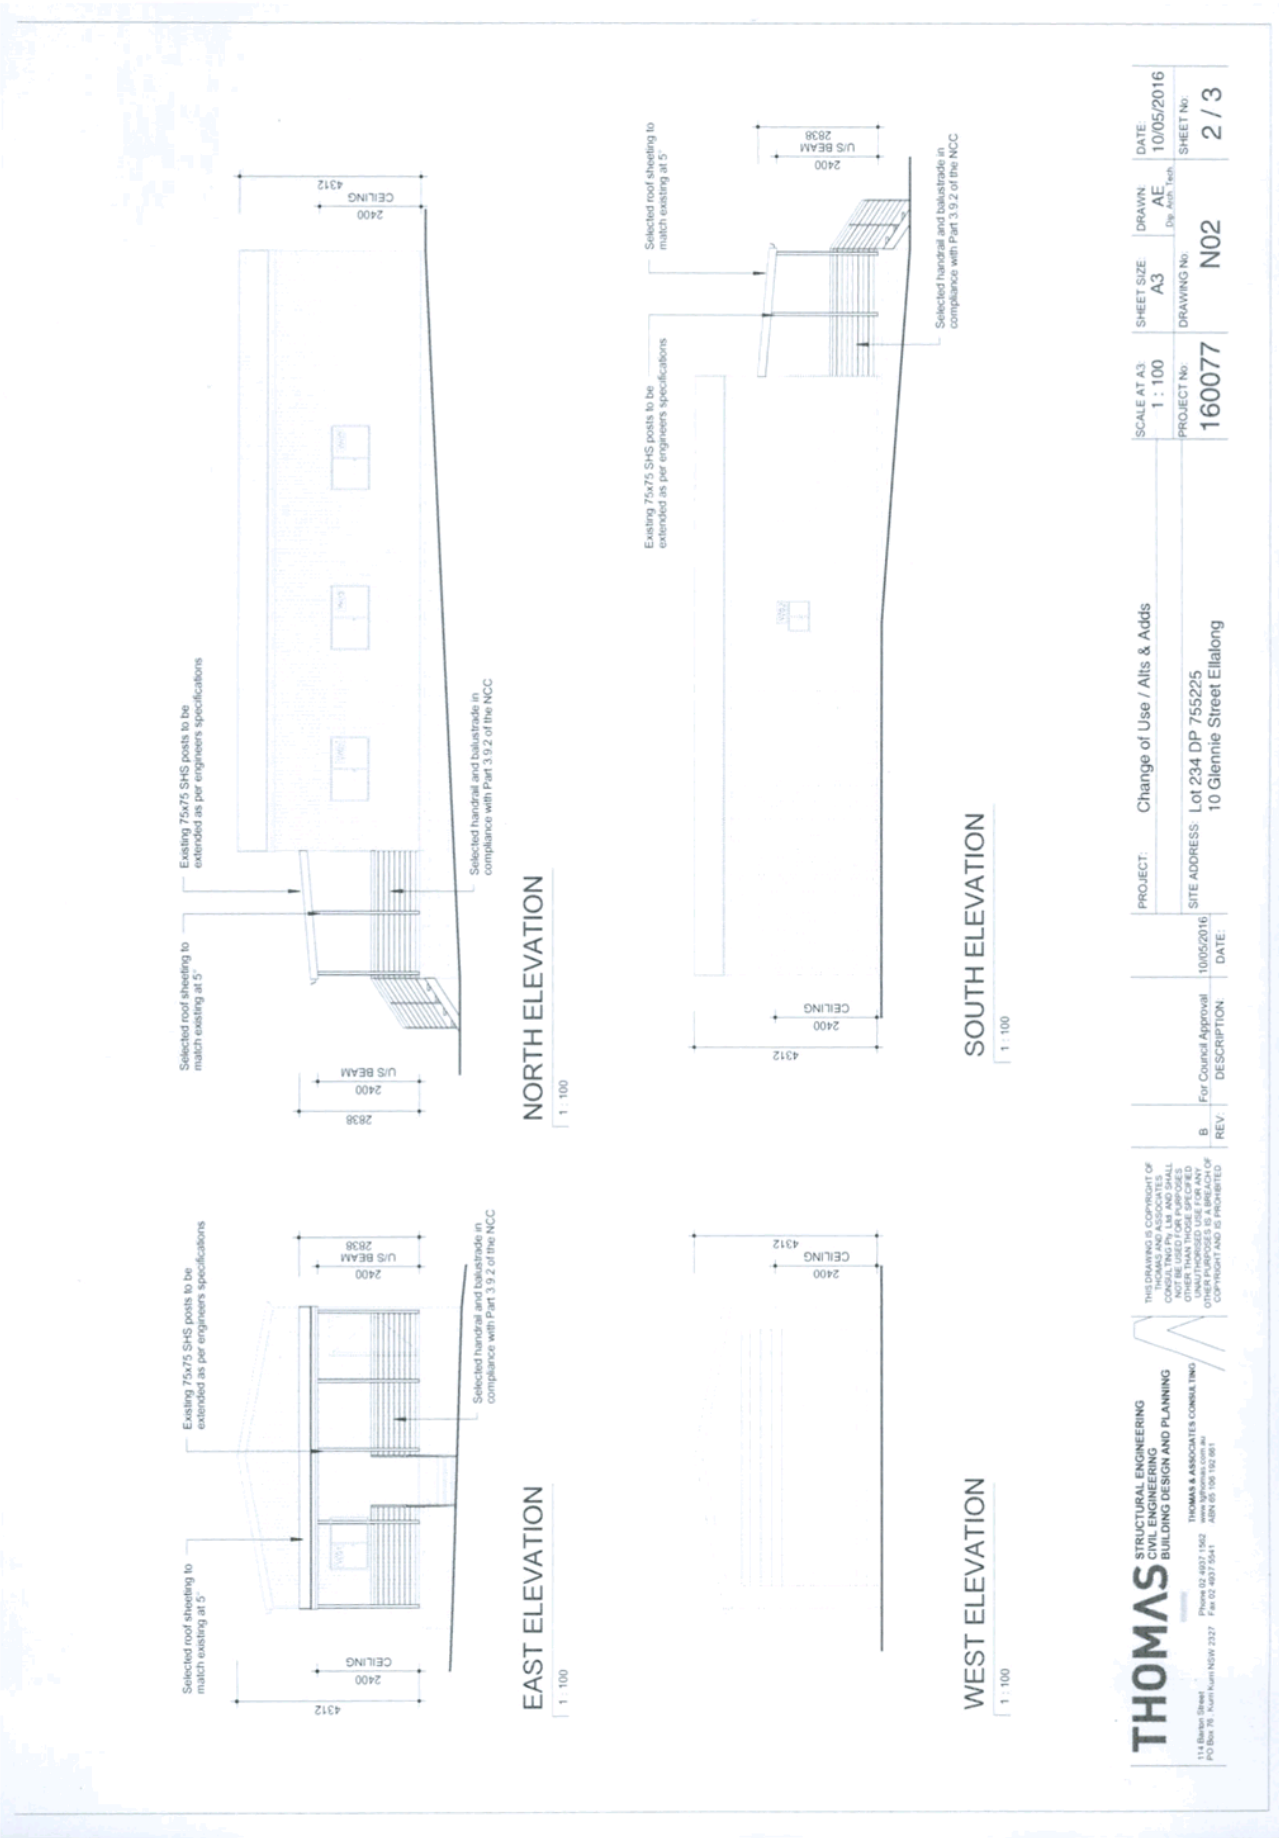 Selected roof sheeting to
match existing at 5°
Existing 75x75 SHS posts to be
extended as per engineers specifications
4312
2400
CEILING
2400
U/S BEAM
2838
Selected handrail and balustrade in
compliance with Part 3.9.2 of the NCC
EAST ELEVATION
1 : 100
Selected roof sheeting to
match existing at 5°
Existing 75x75 SHS posts to be
extended as per engineers specifications
2838
2400
U/S BEAM
2400
CEILING
4312
Selected handrail and balustrade in
compliance with Part 3.9.2 of the NCC
NORTH ELEVATION
1 : 100
2400
CEILING
4312
WEST ELEVATION
1 : 100
4312
2400
CEILING
Existing 75x75 SHS posts to be
extended as per engineers specifications
Selected roof sheeting to
match existing at 5°
2400
U/S BEAM
2838
Selected handrail and balustrade in
compliance with Part 3.9.2 of the NCC
SOUTH ELEVATION
1 : 100
THOMAS
STRUCTURAL ENGINEERING
CIVIL ENGINEERING
BUILDING DESIGN AND PLANNING
114 Barton Street
PO Box 76 . Kurri Kurri NSW 2327
Phone 02 4937 1562
Fax 02 4937 5541
THOMAS & ASSOCIATES CONSULTING
www.tgthomas.com.au
ABN 65 106 192 661
THIS DRAWING IS COPYRIGHT OF
THOMAS AND ASSOCIATES
CONSULTING Pty. Ltd. AND SHALL
NOT BE USED FOR PURPOSES
OTHER THAN THOSE SPECIFIED
UNAUTHORISED USE FOR ANY
OTHER PURPOSES IS A BREACH OF
COPYRIGHT AND IS PROHIBITED
B For Council Approval 10/05/2016
REV: DESCRIPTION: DATE:
PROJECT: Change of Use / Alts & Adds
SITE ADDRESS: Lot 234 DP 755225
10 Glennie Street Ellalong
SCALE AT A3:
1 : 100
SHEET SIZE:
A3
DRAWN:
AE
Dip. Arch. Tech.
DATE:
10/05/2016
PROJECT No:
160077
DRAWING No:
N02
SHEET No:
2 / 3